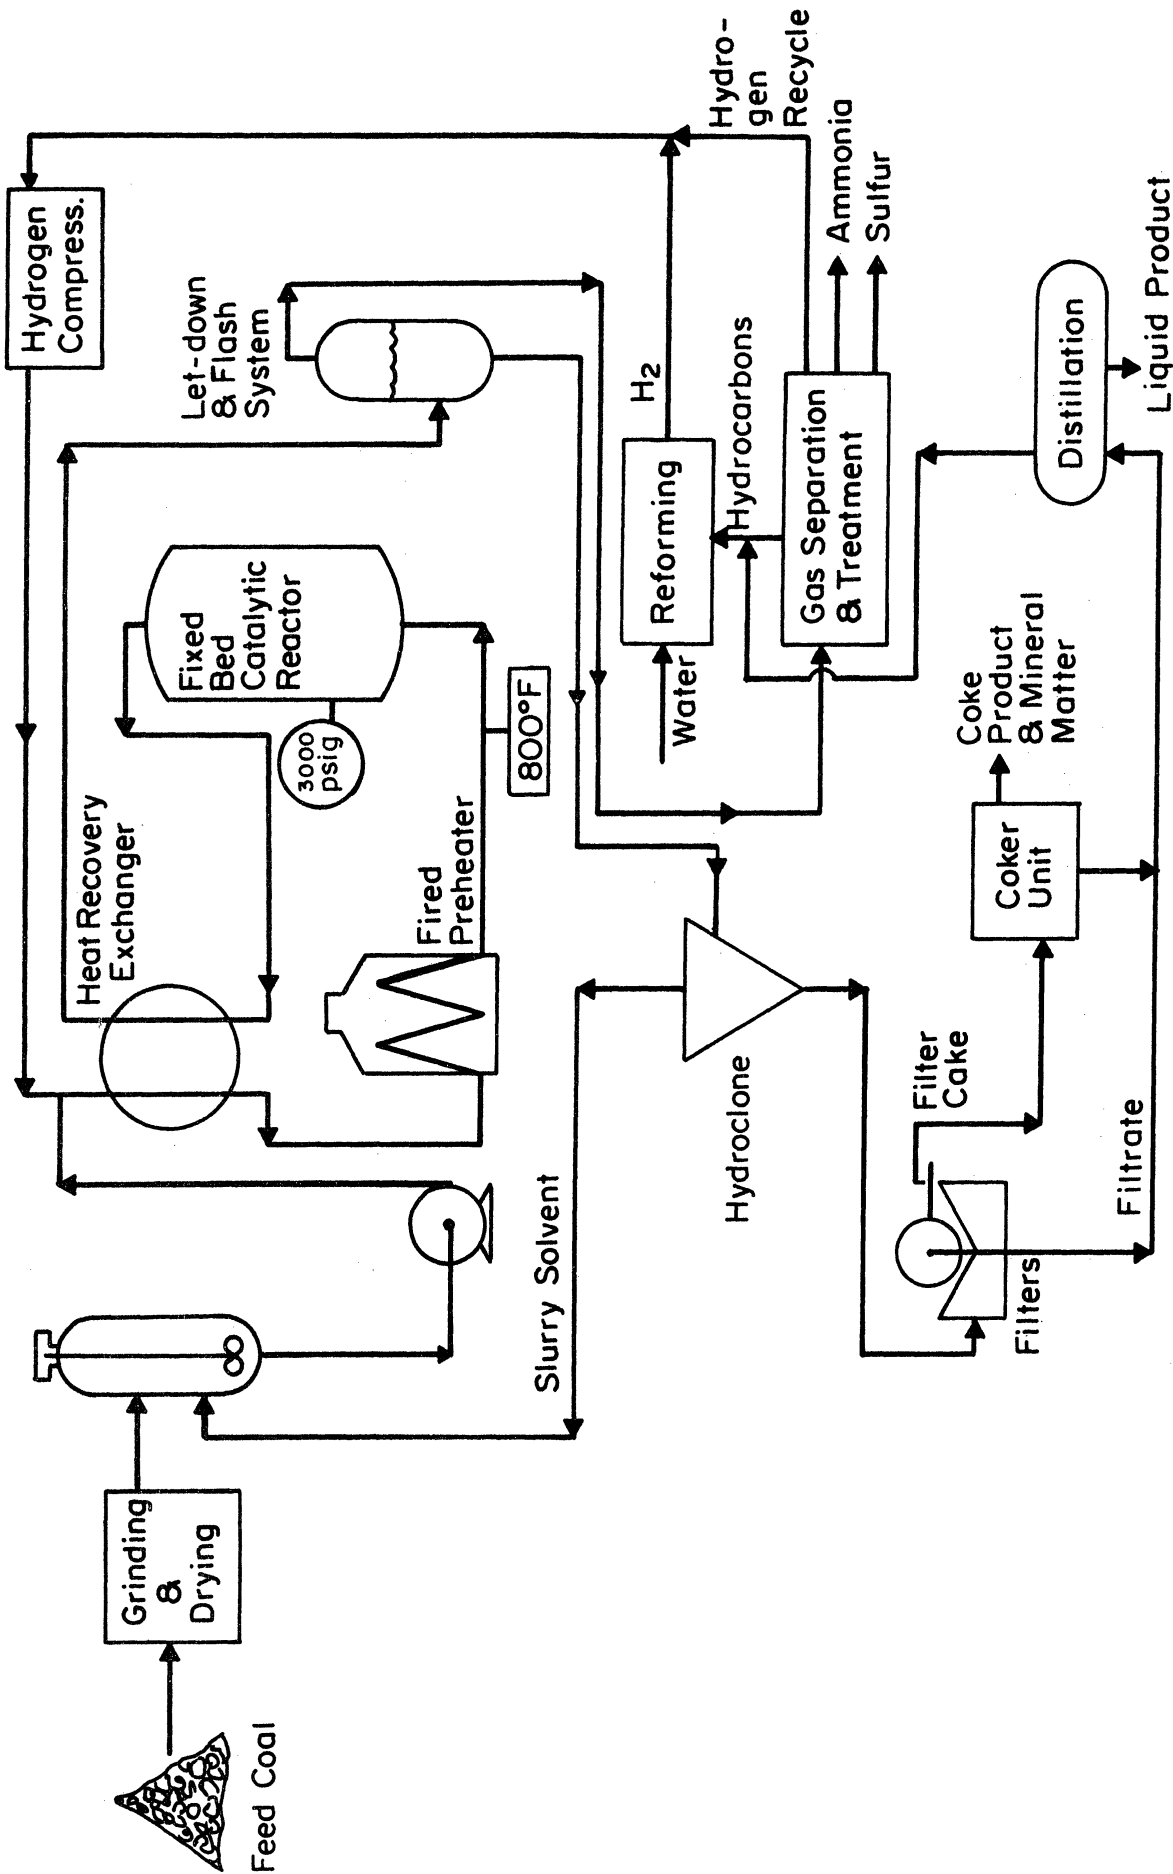 Feed Coal
Grinding
&
Drying
Slurry Solvent
Heat Recovery
Exchanger
Fired
Preheater
800°F
3000
psig
Fixed
Bed
Catalytic
Reactor
Hydrogen
Compress.
Let-down
& Flash
System
Hydroclone
Filters
Filter
Cake
Filtrate
Coker
Unit
Coke
Product
& Mineral
Matter
Water
Reforming
H2
Hydrocarbons
Gas Separation
& Treatment
Hydro-
gen
Recycle
Ammonia
Sulfur
Distillation
Liquid Product